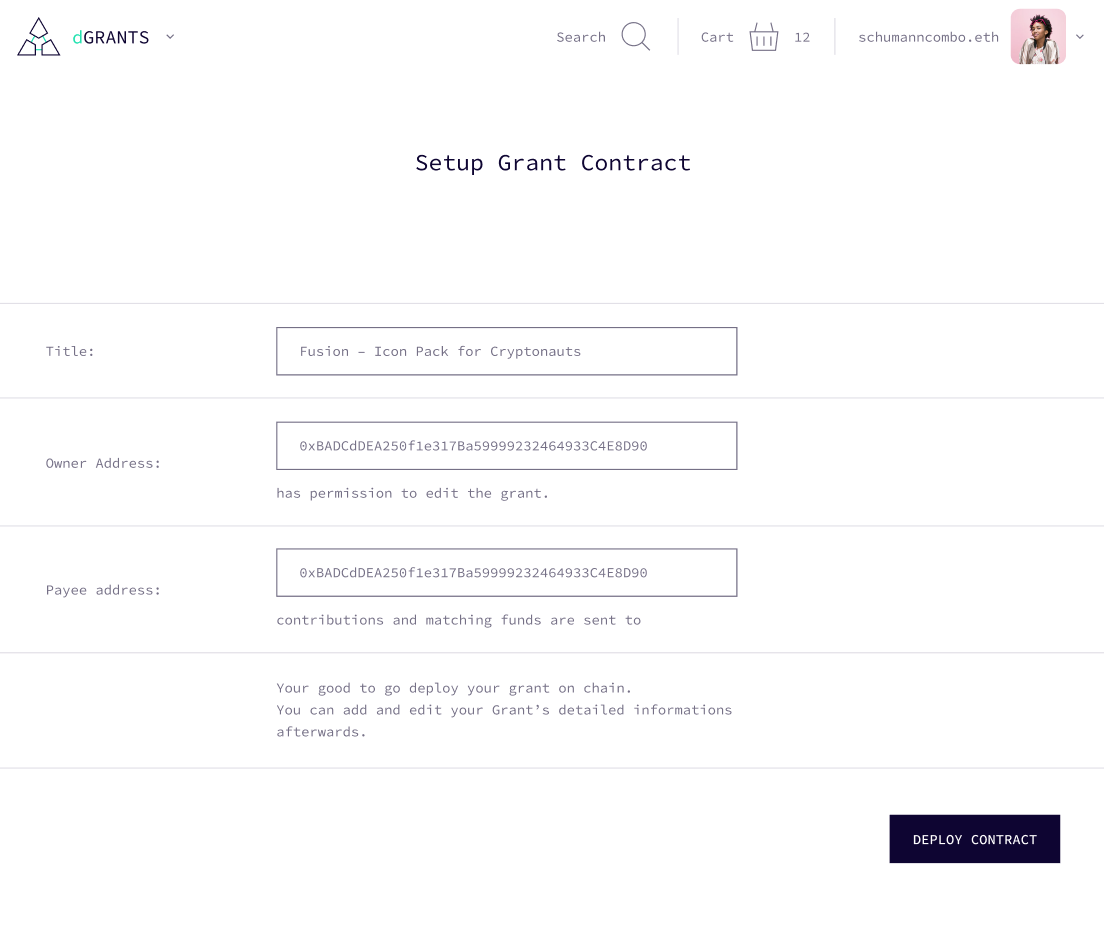 dGRANTS
Search
Cart
12
schumanncombo.eth
Setup Grant Contract
Title:
Fusion – Icon Pack for Cryptonauts
Owner Address:
0xBADCdDEA250f1e317Ba59999232464933C4E8D90
has permission to edit the grant.
Payee address:
0xBADCdDEA250f1e317Ba59999232464933C4E8D90
contributions and matching funds are sent to
Your good to go deploy your grant on chain.
You can add and edit your Grant’s detailed informations
afterwards.
DEPLOY CONTRACT